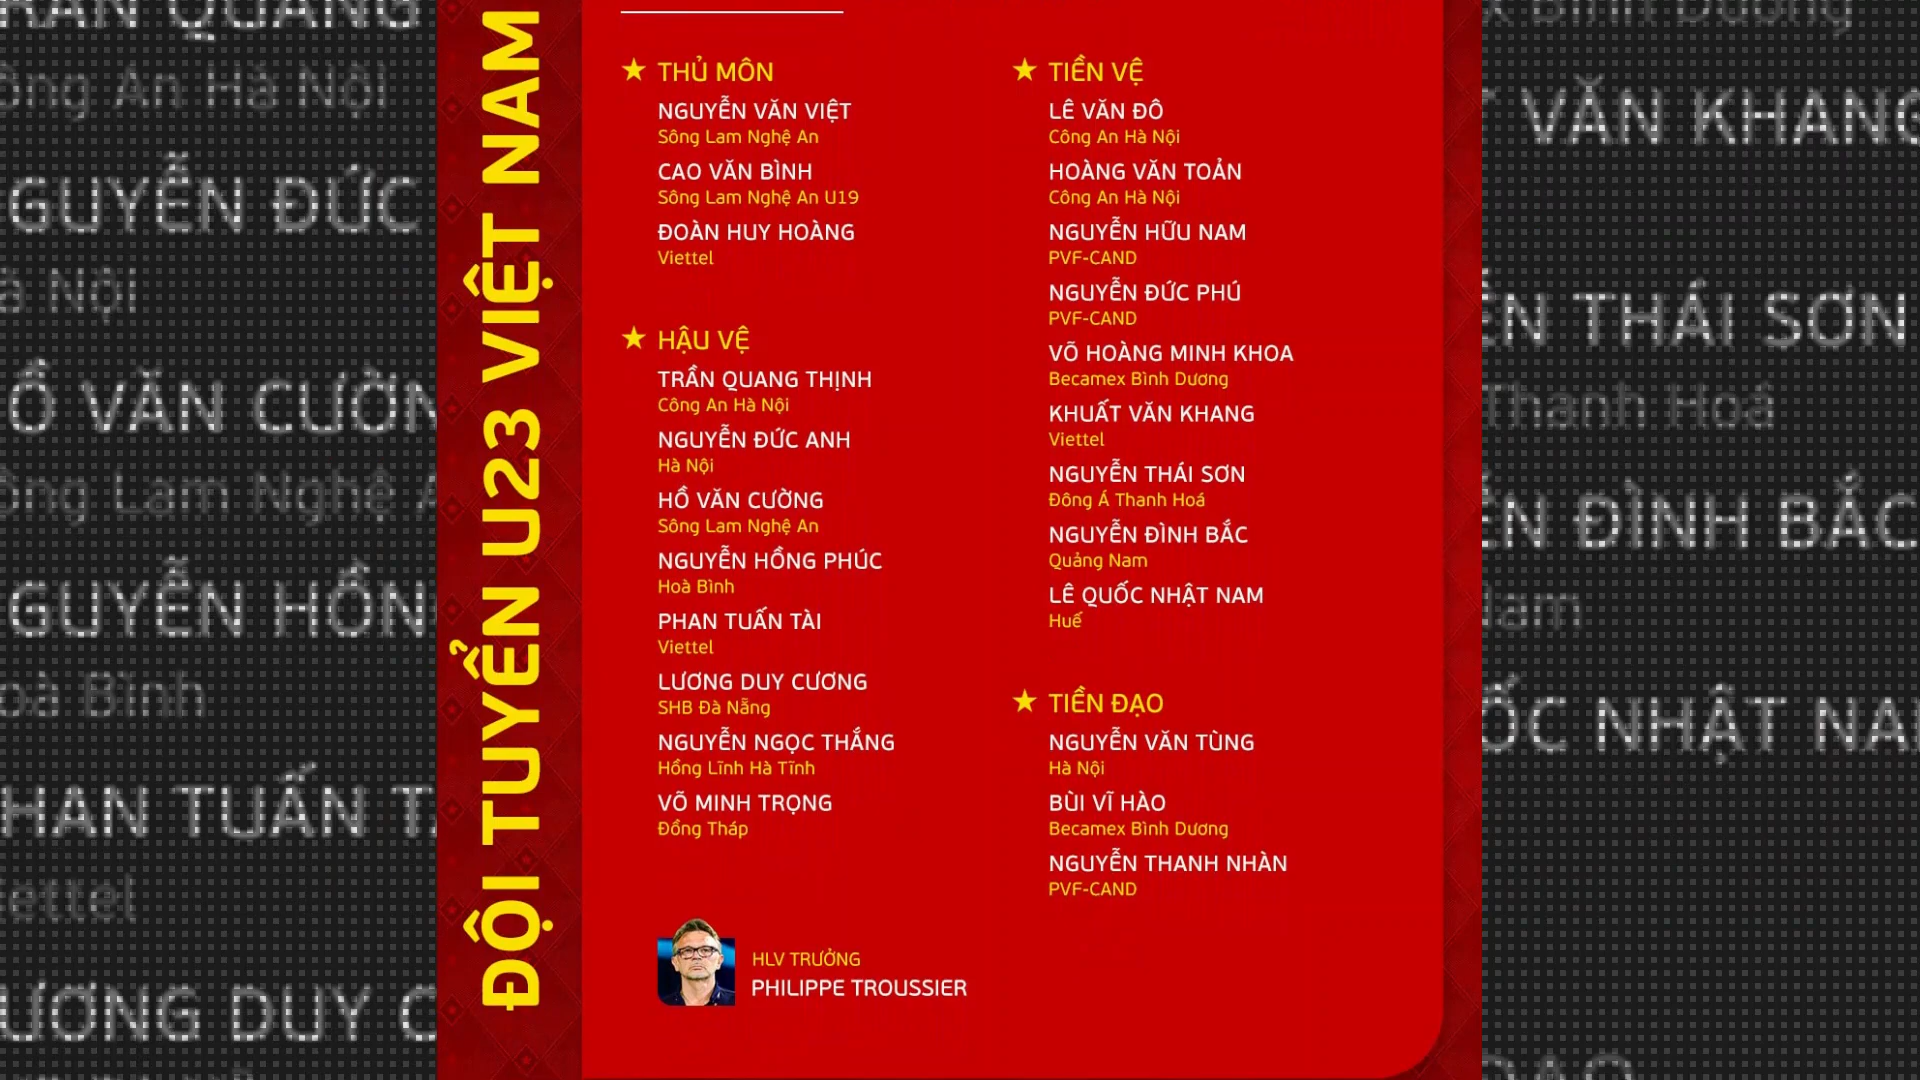 ĐỘI TUYỂN U23 VIỆT NAM
THỦ MÔN
NGUYỄN VĂN VIỆT
Sông Lam Nghệ An
CAO VĂN BÌNH
Sông Lam Nghệ An U19
ĐOÀN HUY HOÀNG
Viettel
HẬU VỆ
TRẦN QUANG THỊNH
Công An Hà Nội
NGUYỄN ĐỨC ANH
Hà Nội
HỒ VĂN CƯỜNG
Sông Lam Nghệ An
NGUYỄN HỒNG PHÚC
Hoà Bình
PHAN TUẤN TÀI
Viettel
LƯƠNG DUY CƯƠNG
SHB Đà Nẵng
NGUYỄN NGỌC THẮNG
Hồng Lĩnh Hà Tĩnh
VÕ MINH TRỌNG
Đồng Tháp
TIỀN VỆ
LÊ VĂN ĐÔ
Công An Hà Nội
HOÀNG VĂN TOẢN
Công An Hà Nội
NGUYỄN HỮU NAM
PVF-CAND
NGUYỄN ĐỨC PHÚ
PVF-CAND
VÕ HOÀNG MINH KHOA
Becamex Bình Dương
KHUẤT VĂN KHANG
Viettel
NGUYỄN THÁI SƠN
Đông Á Thanh Hoá
NGUYỄN ĐÌNH BẮC
Quảng Nam
LÊ QUỐC NHẬT NAM
Huế
TIỀN ĐẠO
NGUYỄN VĂN TÙNG
Hà Nội
BÙI VĨ HÀO
Becamex Bình Dương
NGUYỄN THANH NHÀN
PVF-CAND
HLV TRƯỞNG
PHILIPPE TROUSSIER